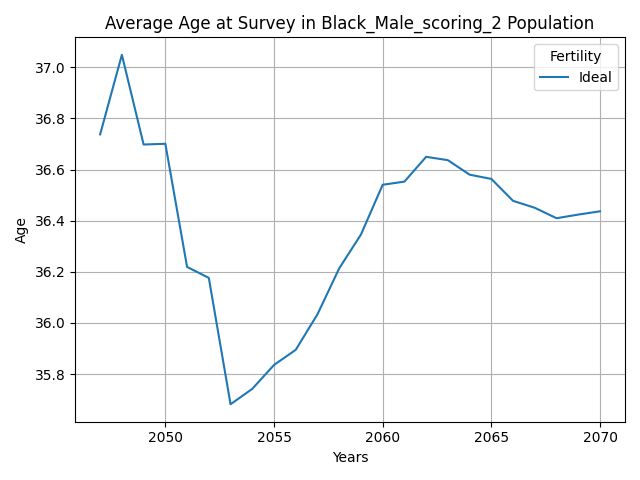 Average Age at Survey in Black_Male_scoring_2 Population
Fertility
Ideal
Age
37.0
36.8
36.6
36.4
36.2
36.0
35.8
2050 2055 2060 2065 2070
Years